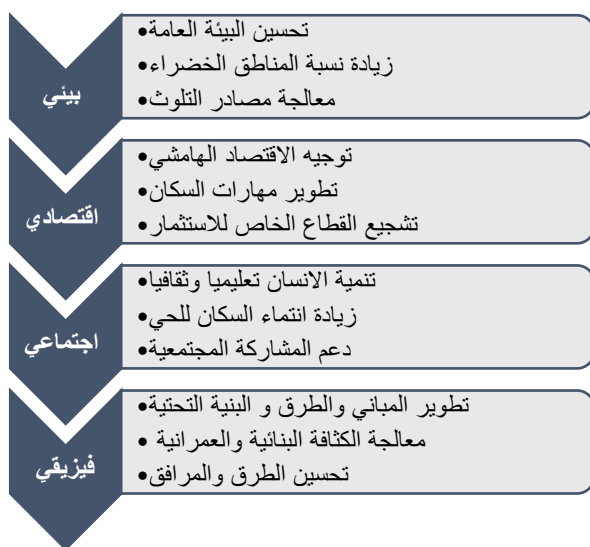 بيئي
•تحسين البيئة العامة
•زيادة نسبة المناطق الخضراء
•معالجة مصادر التلوث
اقتصادي
•توجيه الاقتصاد الهامشي
•تطوير مهارات السكان
•تشجيع القطاع الخاص للاستثمار
اجتماعي
•تنمية الانسان تعليميا وثقافيا
•زيادة انتماء السكان للحي
•دعم المشاركة المجتمعية
فيزيقي
•تطوير المباني والطرق و البنية التحتية
•معالجة الكثافة البنائية والعمرانية
•تحسين الطرق والمرافق